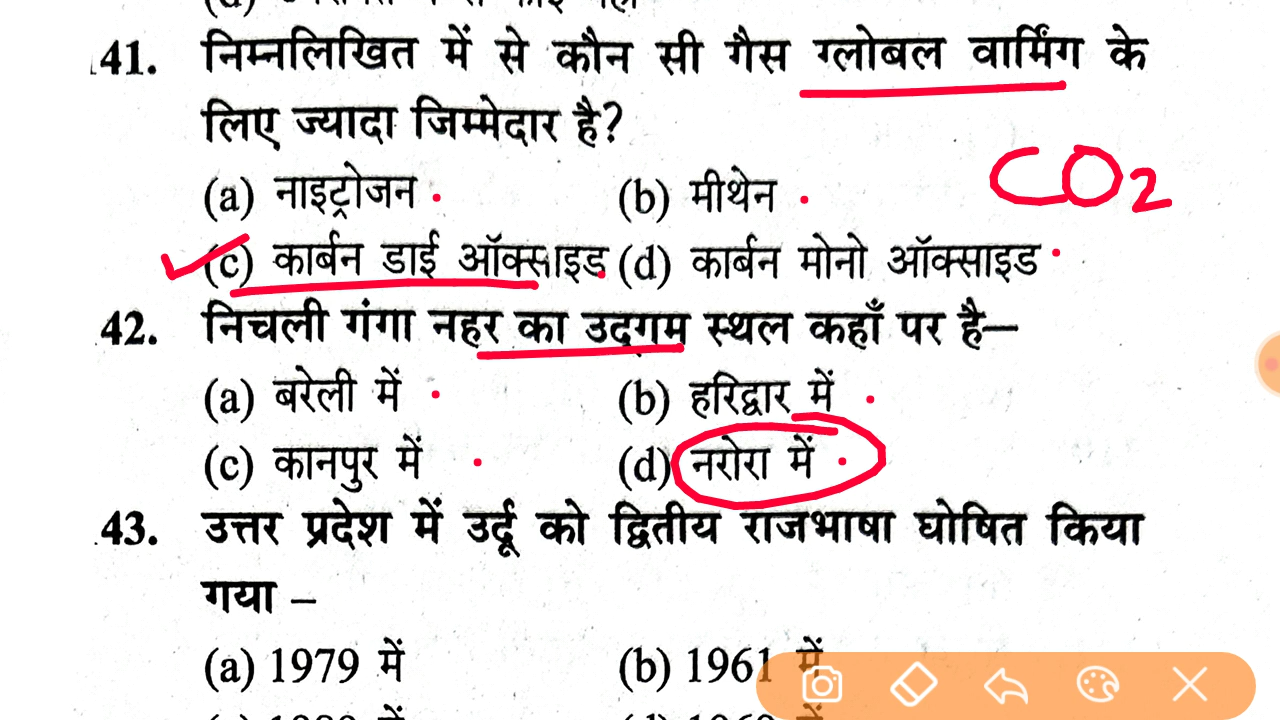 41. निम्नलिखित में से कौन सी गैस ग्लोबल वार्मिंग के
लिए ज्यादा जिम्मेदार है?
CO2
(a) नाइट्रोजन (b) मीथेन
(c) कार्बन डाई ऑक्साइड (d) कार्बन मोनो ऑक्साइड
42. निचली गंगा नहर का उद्गम स्थल कहाँ पर है—
(a) बरेली में (b) हरिद्वार में
(c) कानपुर में (d) नरोरा में
43. उत्तर प्रदेश में उर्दू को द्वितीय राजभाषा घोषित किया
गया –
(a) 1979 में (b) 1961 में